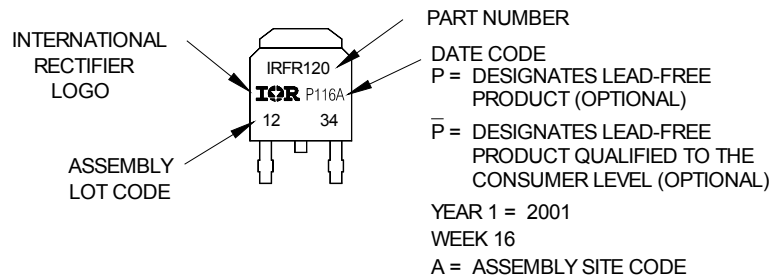 INTERNATIONAL
RECTIFIER
LOGO
ASSEMBLY
LOT CODE
IRFR120
IOR P116A
12 34
PART NUMBER
DATE CODE
P = DESIGNATES LEAD-FREE
PRODUCT (OPTIONAL)
P̅ = DESIGNATES LEAD-FREE
PRODUCT QUALIFIED TO THE
CONSUMER LEVEL (OPTIONAL)
YEAR 1 = 2001
WEEK 16
A = ASSEMBLY SITE CODE